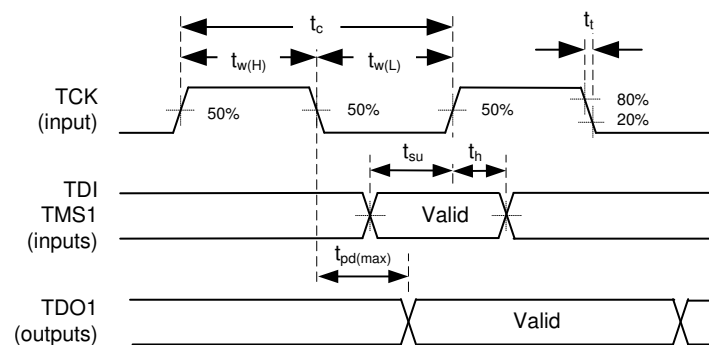 t_c
t_t
t_w(H)
t_w(L)
TCK
(input)
50%
50%
50%
80%
20%
t_su
t_h
TDI
TMS1
(inputs)
Valid
t_pd(max)
TDO1
(outputs)
Valid